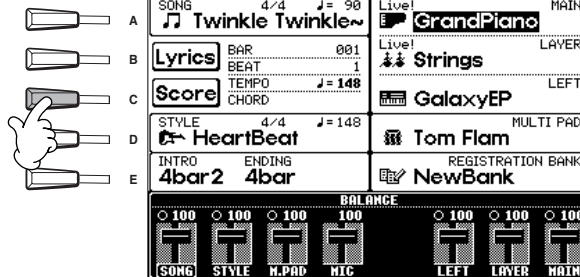 A
B
C
D
E
SONG 4/4 ♩= 90
Twinkle Twinkle~
Lyrics
BAR 001
BEAT 1
Score
TEMPO ♩=148
CHORD
STYLE 4/4 ♩=148
HeartBeat
INTRO ENDING
4bar2 4bar
Live! MAIN
GrandPiano
Live! LAYER
Strings
LEFT
GalaxyEP
MULTI PAD
Tom Flam
REGISTRATION BANK
NewBank
BALANCE
100 100 100 100 100 100 100
SONG STYLE M.PAD MIC LEFT LAYER MAIN